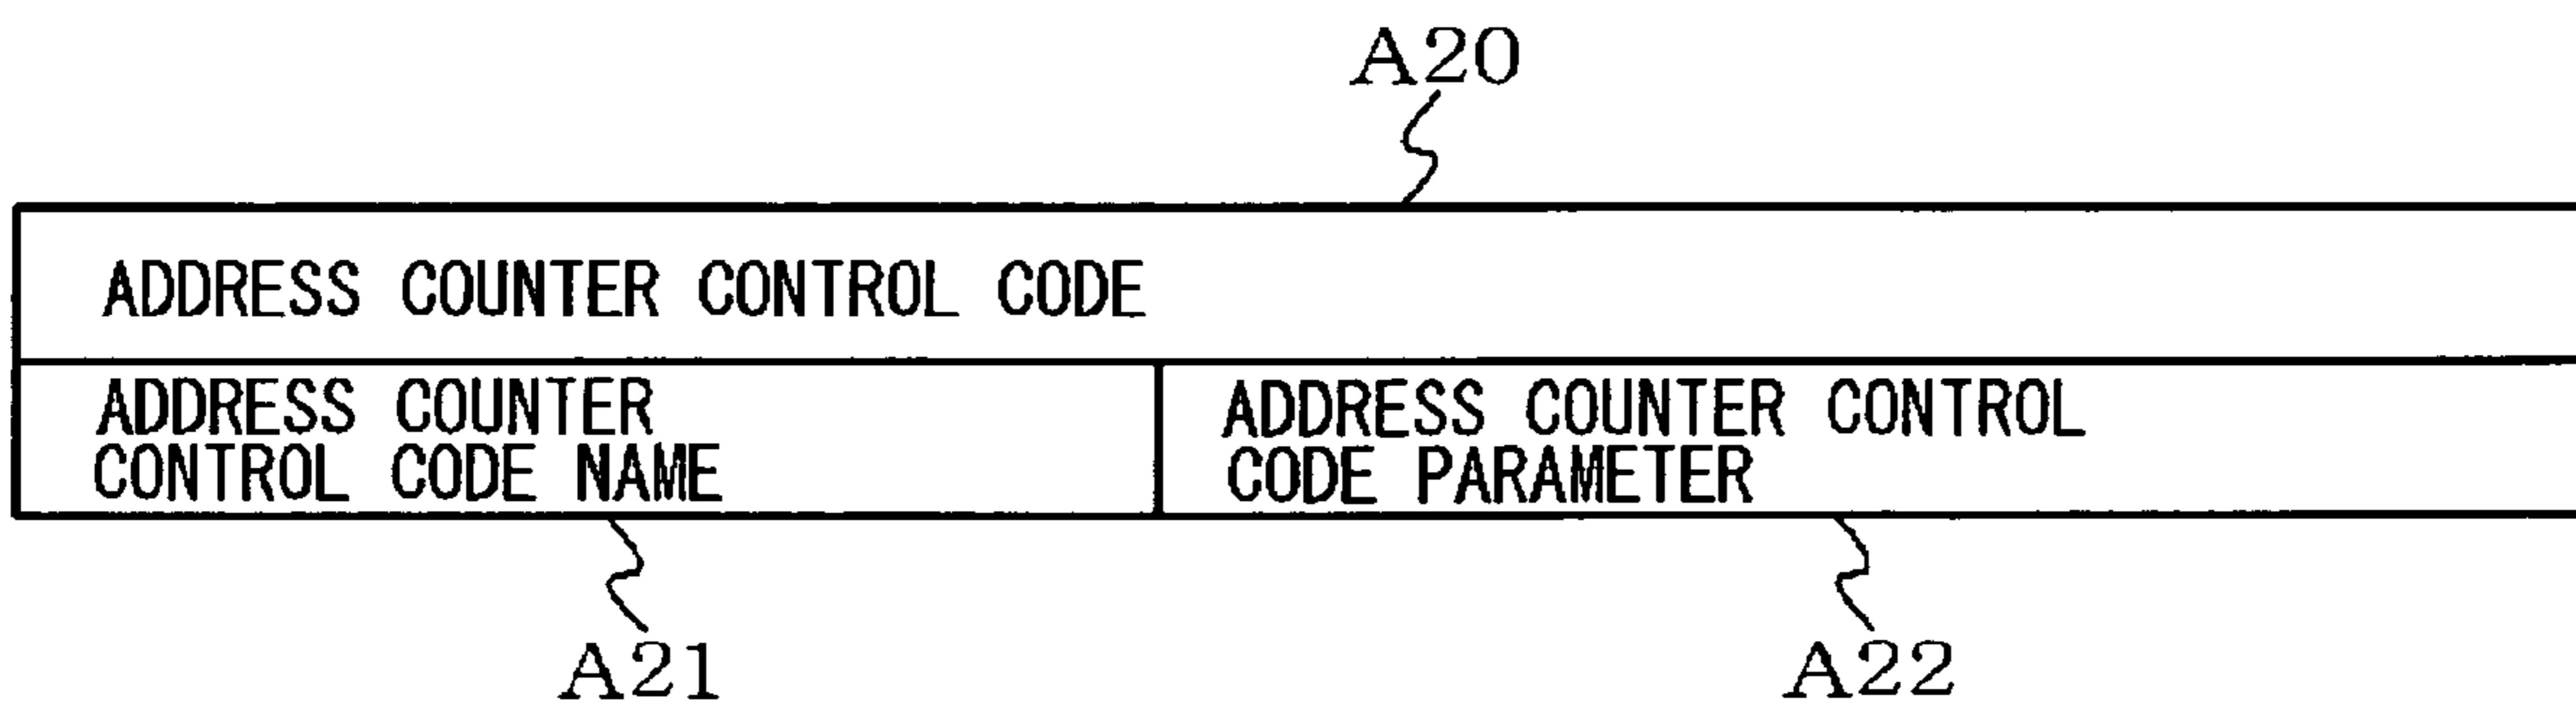 A20
ADDRESS COUNTER CONTROL CODE
ADDRESS COUNTER
CONTROL CODE NAME
ADDRESS COUNTER CONTROL
CODE PARAMETER
A21
A22